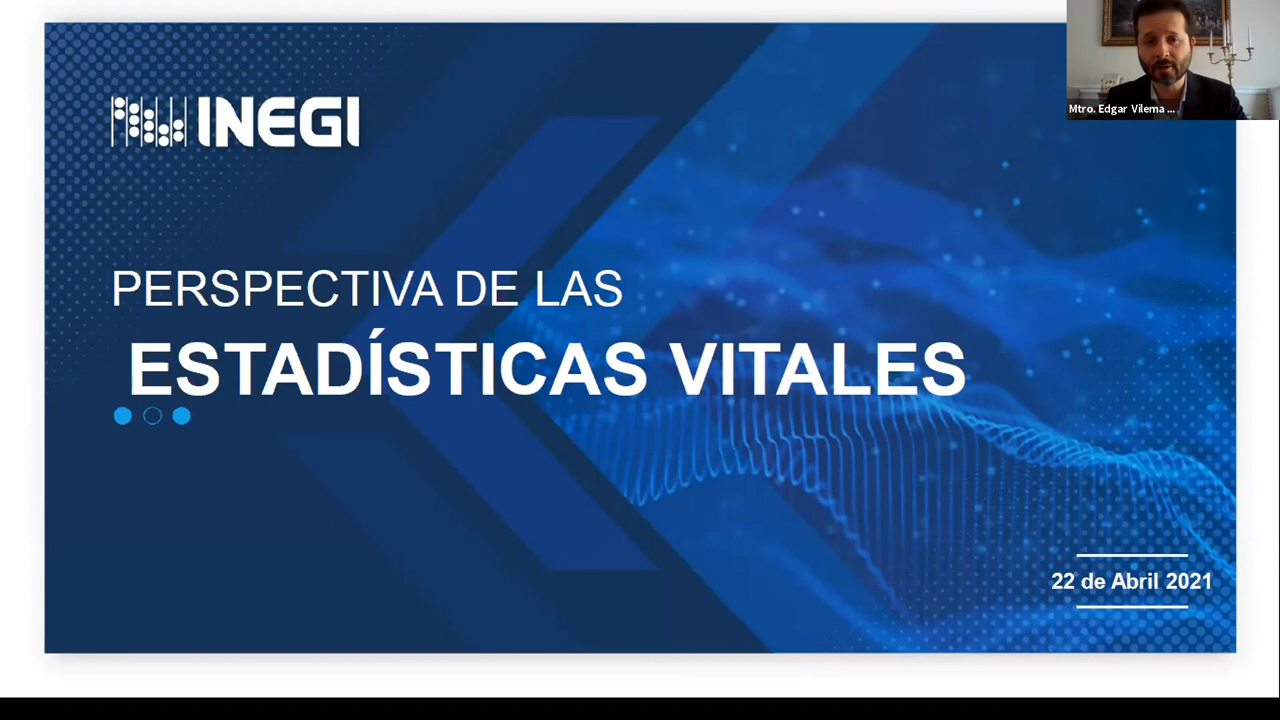 INEGI
Mtro. Edgar Vilema ...
PERSPECTIVA DE LAS
ESTADÍSTICAS VITALES
22 de Abril 2021